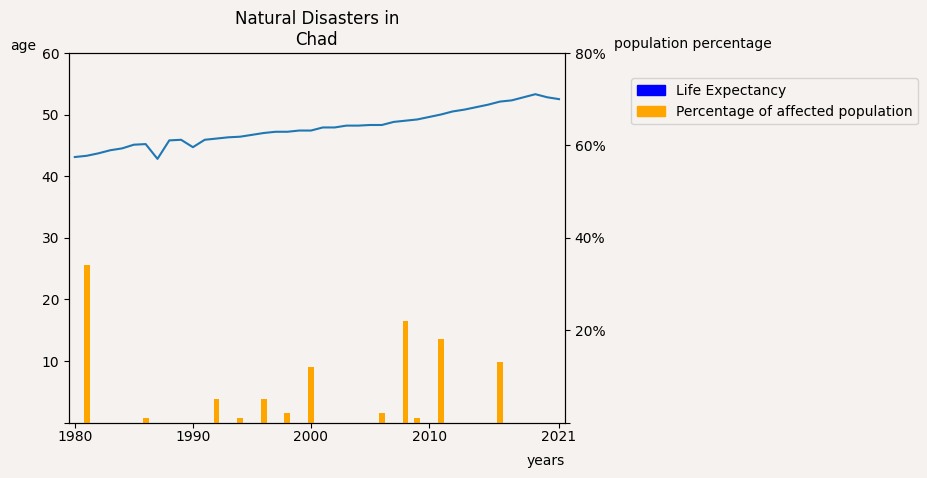 Natural Disasters in
Chad
age
population percentage
60
50
40
30
20
10
80%
60%
40%
20%
Life Expectancy
Percentage of affected population
1980
1990
2000
2010
2021
years